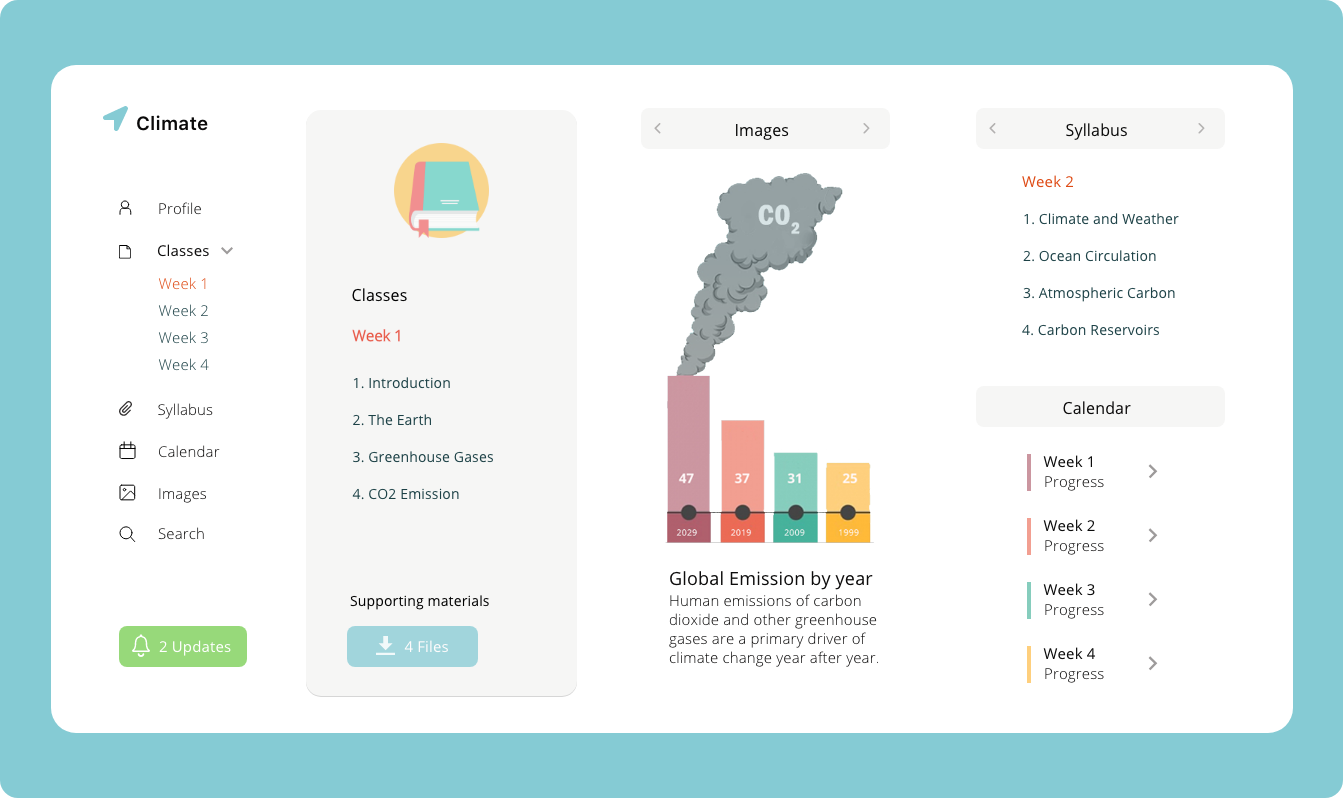 Climate
Profile
Classes
Week 1
Week 2
Week 3
Week 4
Syllabus
Calendar
Images
Search
2 Updates
Classes
Week 1
1. Introduction
2. The Earth
3. Greenhouse Gases
4. CO2 Emission
Supporting materials
4 Files
Images
CO2
47
37
31
25
2029
2019
2009
1999
Global Emission by year
Human emissions of carbon
dioxide and other greenhouse
gases are a primary driver of
climate change year after year.
Syllabus
Week 2
1. Climate and Weather
2. Ocean Circulation
3. Atmospheric Carbon
4. Carbon Reservoirs
Calendar
Week 1
Progress
Week 2
Progress
Week 3
Progress
Week 4
Progress